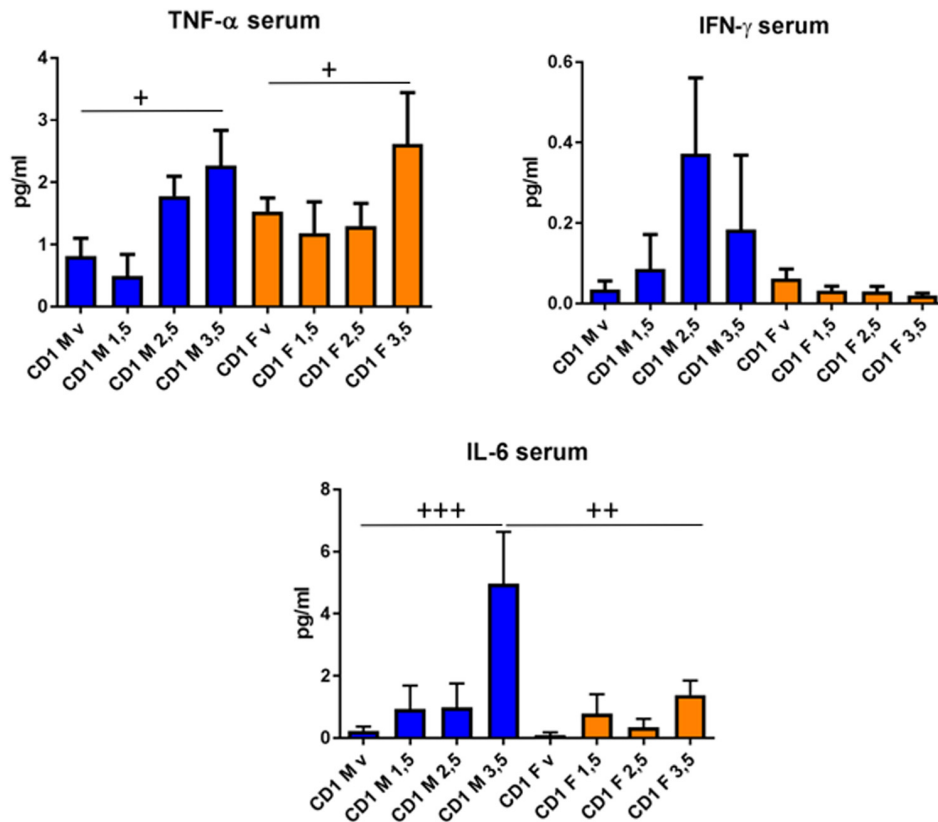 TNF-α serum
pg/ml
4
3
2
1
0
+
+
CD1 M v
CD1 M 1,5
CD1 M 2,5
CD1 M 3,5
CD1 F v
CD1 F 1,5
CD1 F 2,5
CD1 F 3,5
IFN-γ serum
pg/ml
0.6
0.4
0.2
0.0
CD1 M v
CD1 M 1,5
CD1 M 2,5
CD1 M 3,5
CD1 F v
CD1 F 1,5
CD1 F 2,5
CD1 F 3,5
IL-6 serum
pg/ml
8
6
4
2
0
+++
++
CD1 M v
CD1 M 1,5
CD1 M 2,5
CD1 M 3,5
CD1 F v
CD1 F 1,5
CD1 F 2,5
CD1 F 3,5